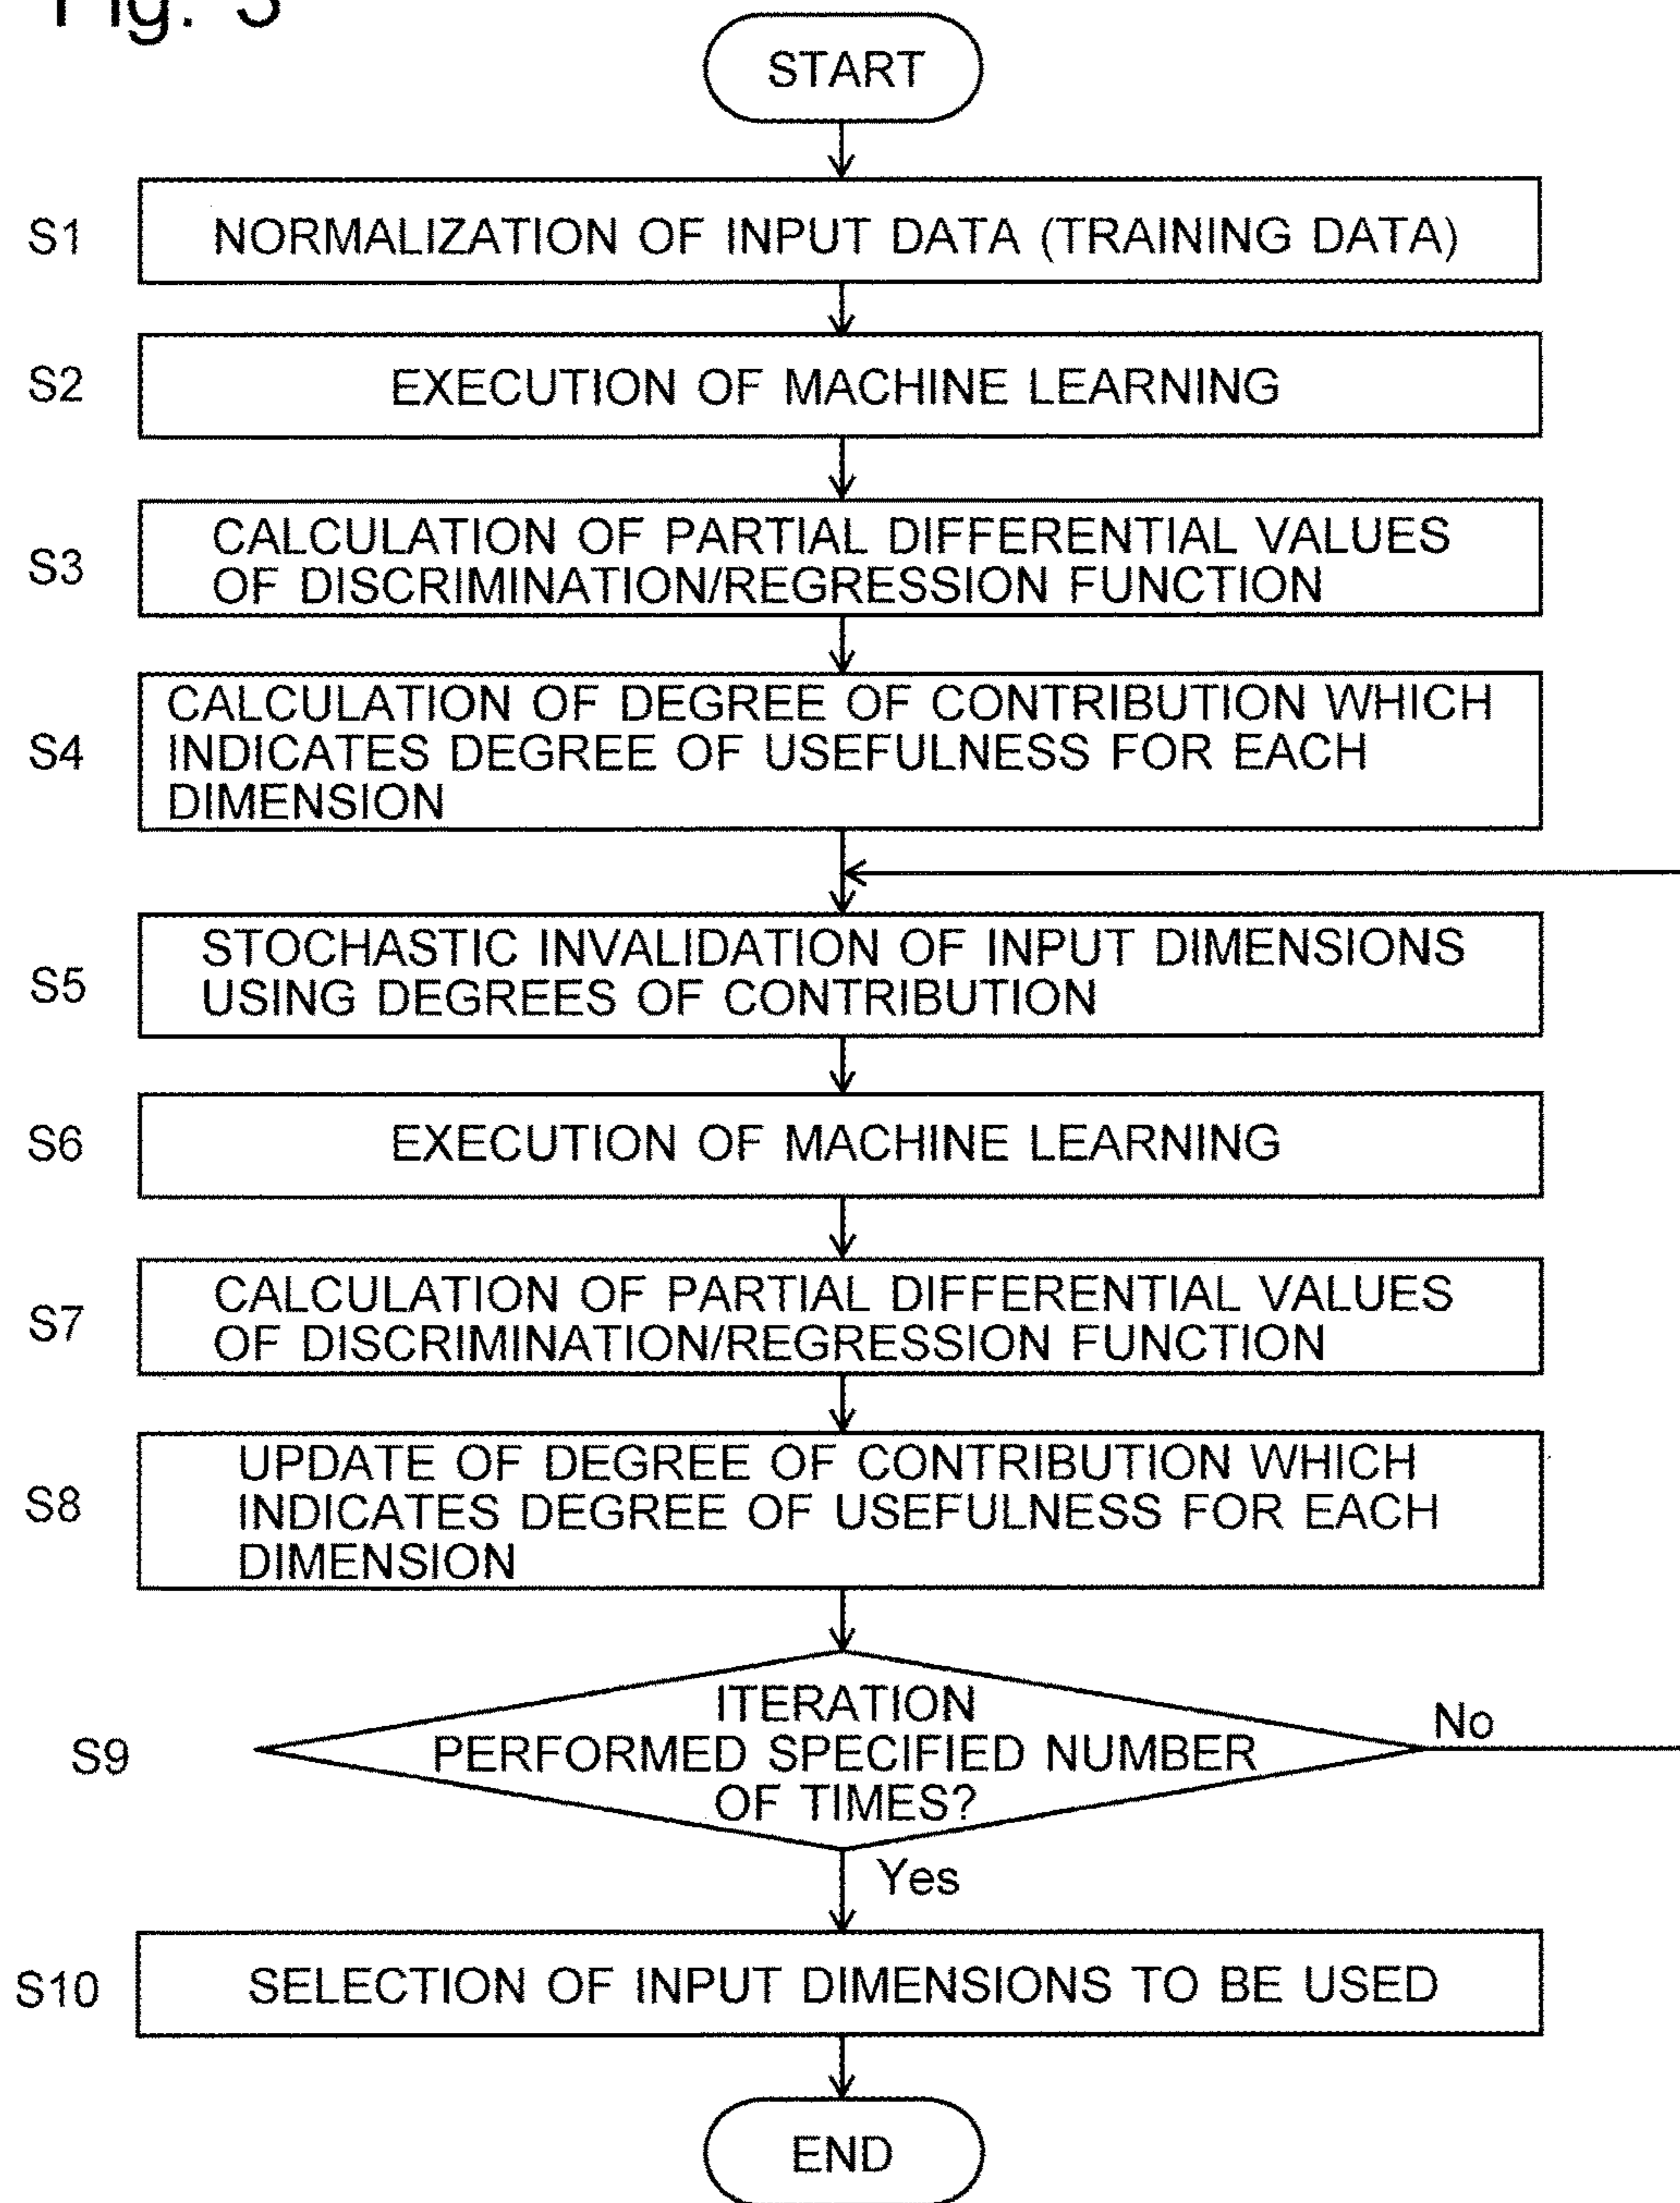 Fig. 3
START
S1
NORMALIZATION OF INPUT DATA (TRAINING DATA)
S2
EXECUTION OF MACHINE LEARNING
S3
CALCULATION OF PARTIAL DIFFERENTIAL VALUES
OF DISCRIMINATION/REGRESSION FUNCTION
S4
CALCULATION OF DEGREE OF CONTRIBUTION WHICH
INDICATES DEGREE OF USEFULNESS FOR EACH
DIMENSION
S5
STOCHASTIC INVALIDATION OF INPUT DIMENSIONS
USING DEGREES OF CONTRIBUTION
S6
EXECUTION OF MACHINE LEARNING
S7
CALCULATION OF PARTIAL DIFFERENTIAL VALUES
OF DISCRIMINATION/REGRESSION FUNCTION
S8
UPDATE OF DEGREE OF CONTRIBUTION WHICH
INDICATES DEGREE OF USEFULNESS FOR EACH
DIMENSION
S9
ITERATION
PERFORMED SPECIFIED NUMBER
OF TIMES?
No
Yes
S10
SELECTION OF INPUT DIMENSIONS TO BE USED
END